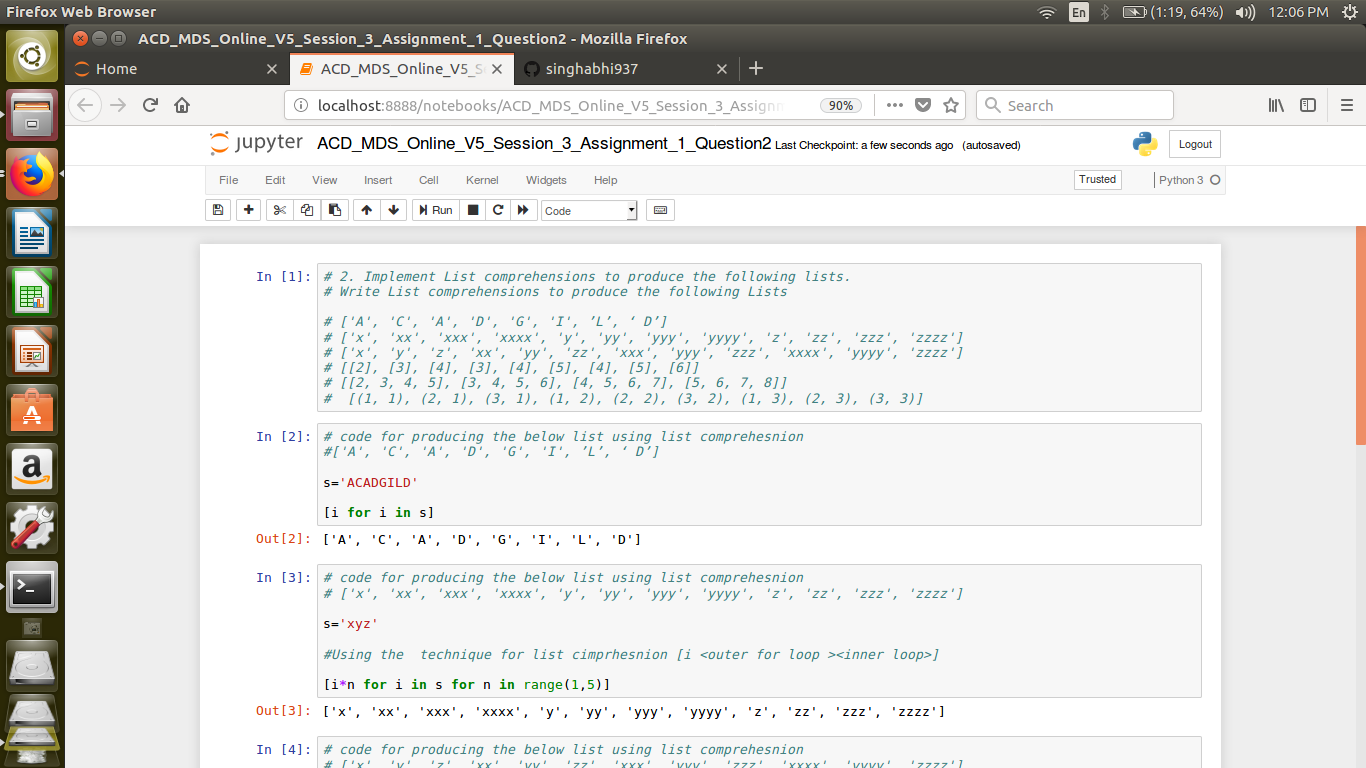 Firefox Web Browser
En
(1:19, 64%)
12:06 PM
ACD_MDS_Online_V5_Session_3_Assignment_1_Question2 - Mozilla Firefox
Home
ACD_MDS_Online_V5_S
singhabhi937
localhost:8888/notebooks/ACD_MDS_Online_V5_Session_3_Assignm
90%
Search
jupyter
ACD_MDS_Online_V5_Session_3_Assignment_1_Question2 Last Checkpoint: a few seconds ago (autosaved)
Logout
File Edit View Insert Cell Kernel Widgets Help
Trusted
Python 3
Run
Code
In [1]:
# 2. Implement List comprehensions to produce the following lists.
# Write List comprehensions to produce the following Lists
# ['A', 'C', 'A', 'D', 'G', 'I', ’L’, ‘ D’]
# ['x', 'xx', 'xxx', 'xxxx', 'y', 'yy', 'yyy', 'yyyy', 'z', 'zz', 'zzz', 'zzzz']
# ['x', 'y', 'z', 'xx', 'yy', 'zz', 'xxx', 'yyy', 'zzz', 'xxxx', 'yyyy', 'zzzz']
# [[2], [3], [4], [3], [4], [5], [4], [5], [6]]
# [[2, 3, 4, 5], [3, 4, 5, 6], [4, 5, 6, 7], [5, 6, 7, 8]]
#  [(1, 1), (2, 1), (3, 1), (1, 2), (2, 2), (3, 2), (1, 3), (2, 3), (3, 3)]
In [2]:
# code for producing the below list using list comprehesnion
#['A', 'C', 'A', 'D', 'G', 'I', ’L’, ‘ D’]
s='ACADGILD'
[i for i in s]
Out[2]: ['A', 'C', 'A', 'D', 'G', 'I', 'L', 'D']
In [3]:
# code for producing the below list using list comprehesnion
# ['x', 'xx', 'xxx', 'xxxx', 'y', 'yy', 'yyy', 'yyyy', 'z', 'zz', 'zzz', 'zzzz']
s='xyz'
#Using the  technique for list cimprhesnion [i <outer for loop ><inner loop>]
[i*n for i in s for n in range(1,5)]
Out[3]: ['x', 'xx', 'xxx', 'xxxx', 'y', 'yy', 'yyy', 'yyyy', 'z', 'zz', 'zzz', 'zzzz']
In [4]:
# code for producing the below list using list comprehesnion
# ['x', 'y', 'z', 'xx', 'yy', 'zz', 'xxx', 'yyy', 'zzz', 'xxxx', 'yyyy', 'zzzz']